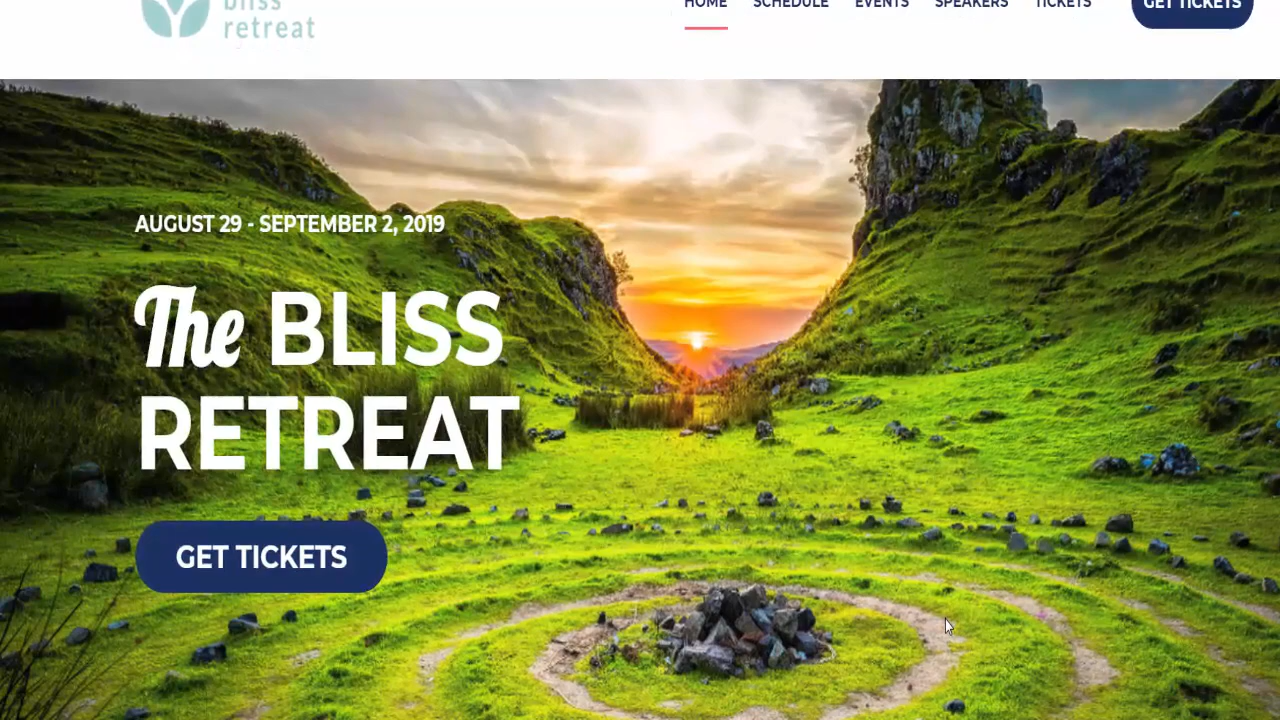 bliss
retreat
HOME
SCHEDULE
EVENTS
SPEAKERS
TICKETS
GET TICKETS
AUGUST 29 - SEPTEMBER 2, 2019
The BLISS
RETREAT
GET TICKETS